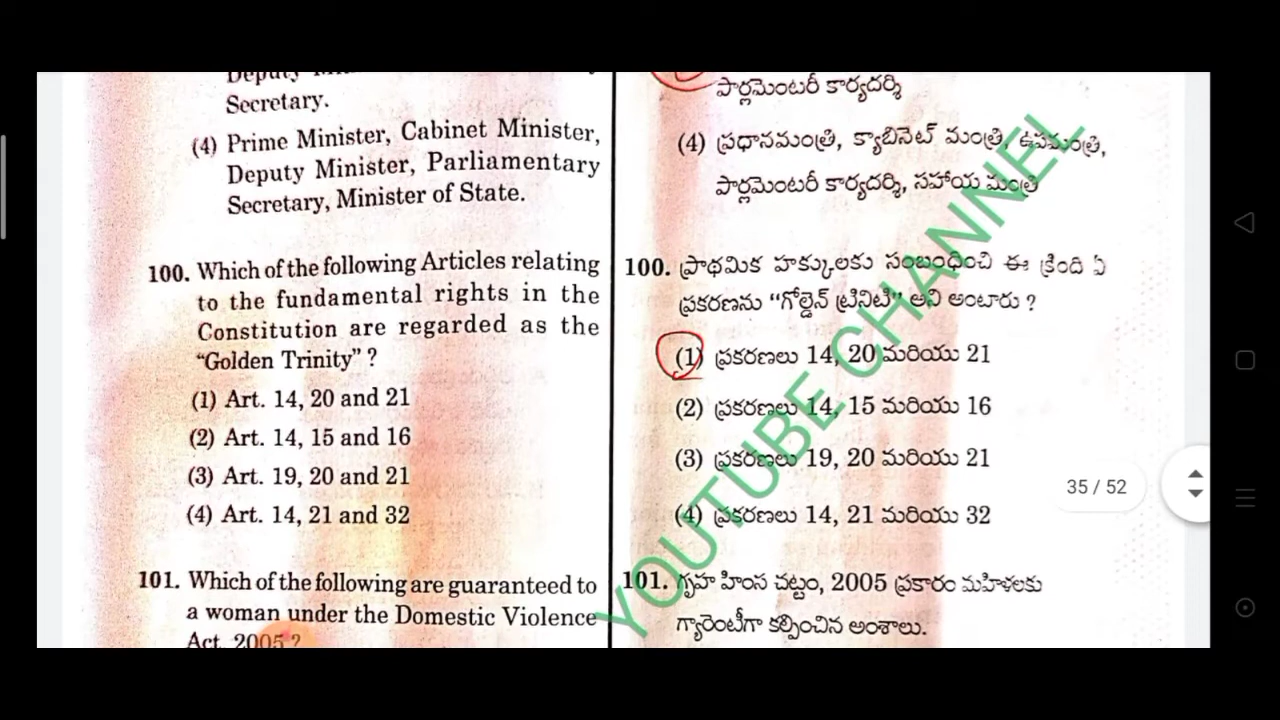 Secretary.
(4) Prime Minister, Cabinet Minister,
Deputy Minister, Parliamentary
Secretary, Minister of State.
100. Which of the following Articles relating
to the fundamental rights in the
Constitution are regarded as the
“Golden Trinity” ?
(1) Art. 14, 20 and 21
(2) Art. 14, 15 and 16
(3) Art. 19, 20 and 21
(4) Art. 14, 21 and 32
101. Which of the following are guaranteed to
a woman under the Domestic Violence
Act, 2005 ?
పార్లమెంటరీ కార్యదర్శి
(4) ప్రధానమంత్రి, క్యాబినెట్ మంత్రి, ఉపమంత్రి,
పార్లమెంటరీ కార్యదర్శి, సహాయ మంత్రి
100. ప్రాథమిక హక్కులకు సంబంధించి ఈ క్రింది ఏ
ప్రకరణను “గోల్డెన్ ట్రినిటి” అని అంటారు ?
(1) ప్రకరణలు 14, 20 మరియు 21
(2) ప్రకరణలు 14, 15 మరియు 16
(3) ప్రకరణలు 19, 20 మరియు 21
(4) ప్రకరణలు 14, 21 మరియు 32
101. గృహ హింస చట్టం, 2005 ప్రకారం మహిళలకు
గ్యారెంటీగా కల్పించిన అంశాలు.
YOUTUBE CHANNEL
35 / 52